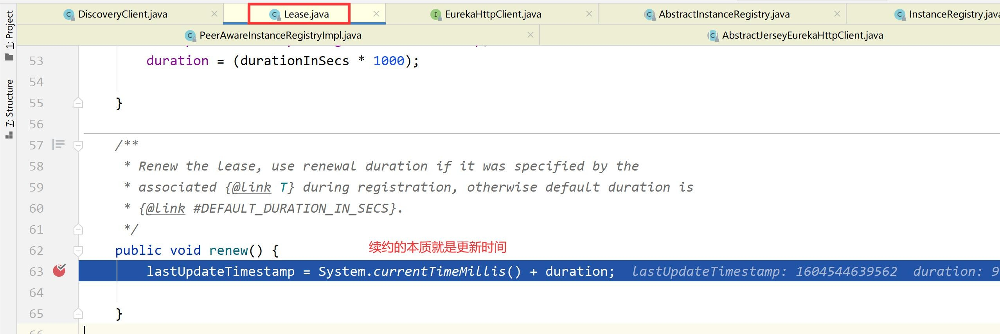 DiscoveryClient.java
Lease.java
EurekaHttpClient.java
AbstractInstanceRegistry.java
InstanceRegistry.java
PeerAwareInstanceRegistryImpl.java
AbstractJerseyEurekaHttpClient.java
1: Project
7: Structure
53 duration = (durationInSecs * 1000);
54
55 }
56
57 /**
58 * Renew the lease, use renewal duration if it was specified by the
59 * associated {@link T} during registration, otherwise default duration is
60 * {@link #DEFAULT_DURATION_IN_SECS}.
61 */
62 public void renew() { 续约的本质就是更新时间
63 lastUpdateTimestamp = System.currentTimeMillis() + duration; lastUpdateTimestamp: 1604544639562 duration: 9
64
65 }
66